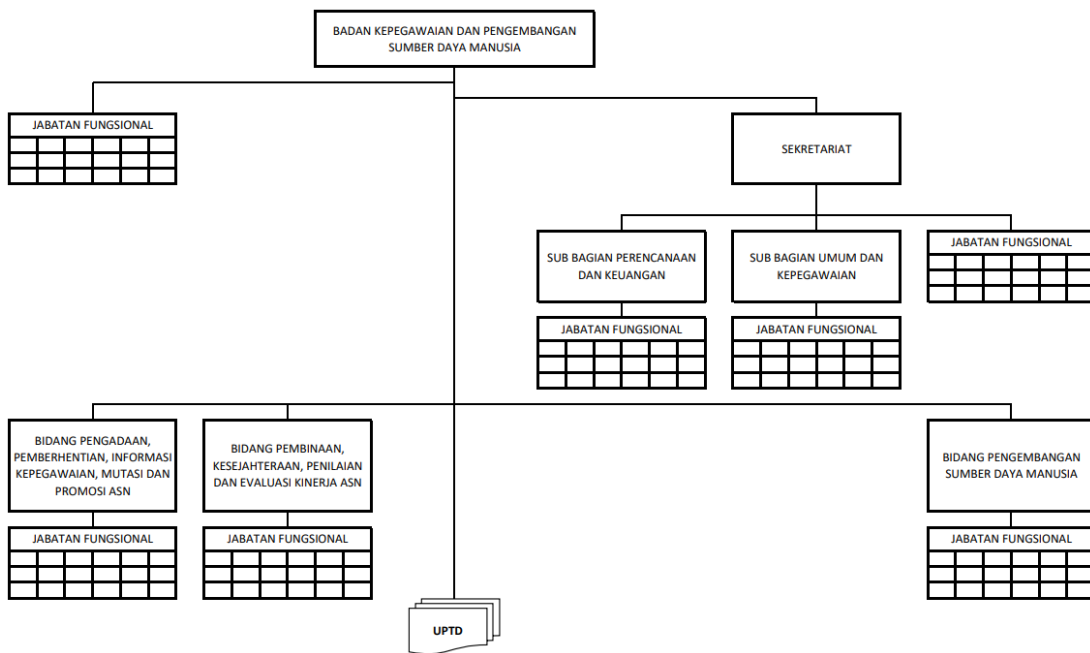 BADAN KEPEGAWAIAN DAN PENGEMBANGAN
SUMBER DAYA MANUSIA
JABATAN FUNGSIONAL
SEKRETARIAT
SUB BAGIAN PERENCANAAN
DAN KEUANGAN
SUB BAGIAN UMUM DAN
KEPEGAWAIAN
JABATAN FUNGSIONAL
JABATAN FUNGSIONAL
JABATAN FUNGSIONAL
BIDANG PENGADAAN,
PEMBERHENTIAN, INFORMASI
KEPEGAWAIAN, MUTASI DAN
PROMOSI ASN
BIDANG PEMBINAAN,
KESEJAHTERAAN, PENILAIAN
DAN EVALUASI KINERJA ASN
BIDANG PENGEMBANGAN
SUMBER DAYA MANUSIA
JABATAN FUNGSIONAL
JABATAN FUNGSIONAL
JABATAN FUNGSIONAL
UPTD